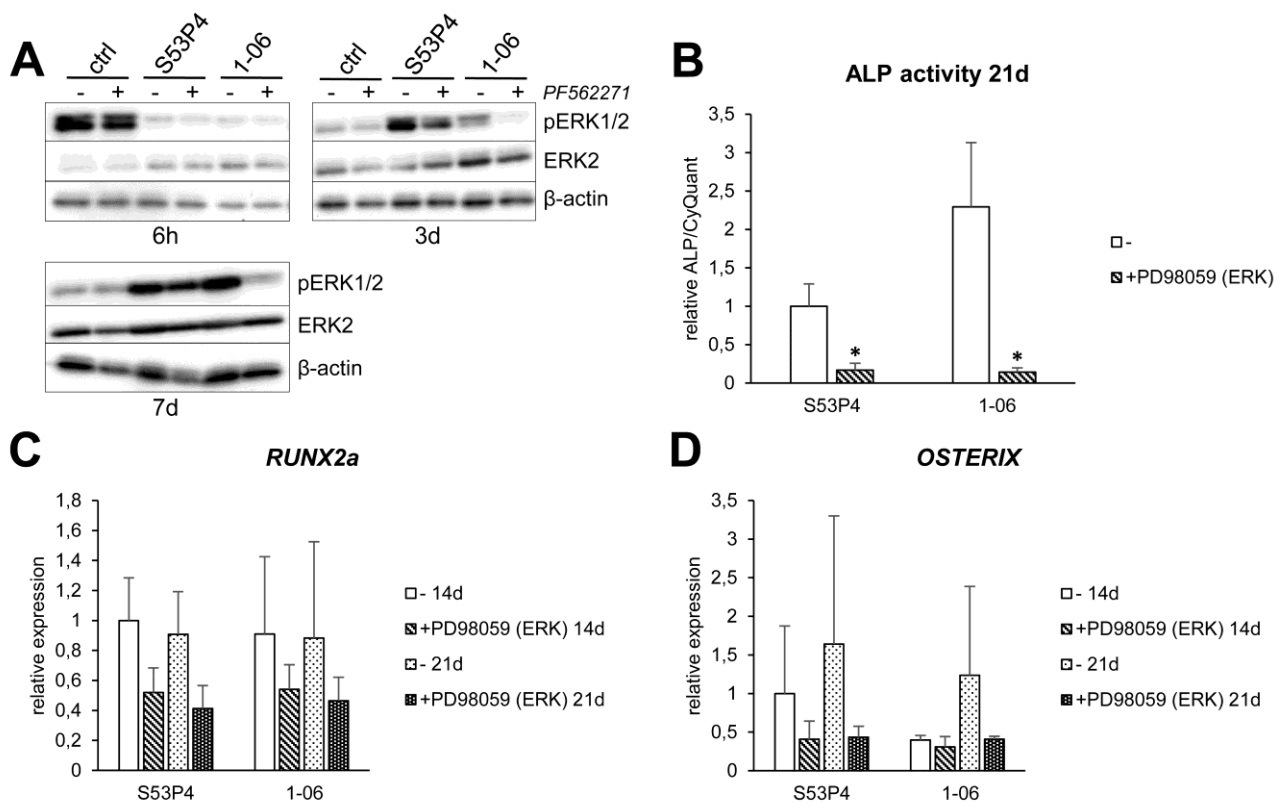 A
ctrl S53P4 1-06
- + - + - +
ctrl S53P4 1-06
- + - + - + PF562271
pERK1/2
ERK2
β-actin
6h
3d
pERK1/2
ERK2
β-actin
7d
B
ALP activity 21d
relative ALP/CyQuant
3,5
3
2,5
2
1,5
1
0,5
0
*
*
S53P4 1-06
-
+PD98059 (ERK)
C
RUNX2a
relative expression
1,8
1,6
1,4
1,2
1
0,8
0,6
0,4
0,2
0
S53P4 1-06
- 14d
+PD98059 (ERK) 14d
- 21d
+PD98059 (ERK) 21d
D
OSTERIX
relative expression
3,5
3
2,5
2
1,5
1
0,5
0
S53P4 1-06
- 14d
+PD98059 (ERK) 14d
- 21d
+PD98059 (ERK) 21d